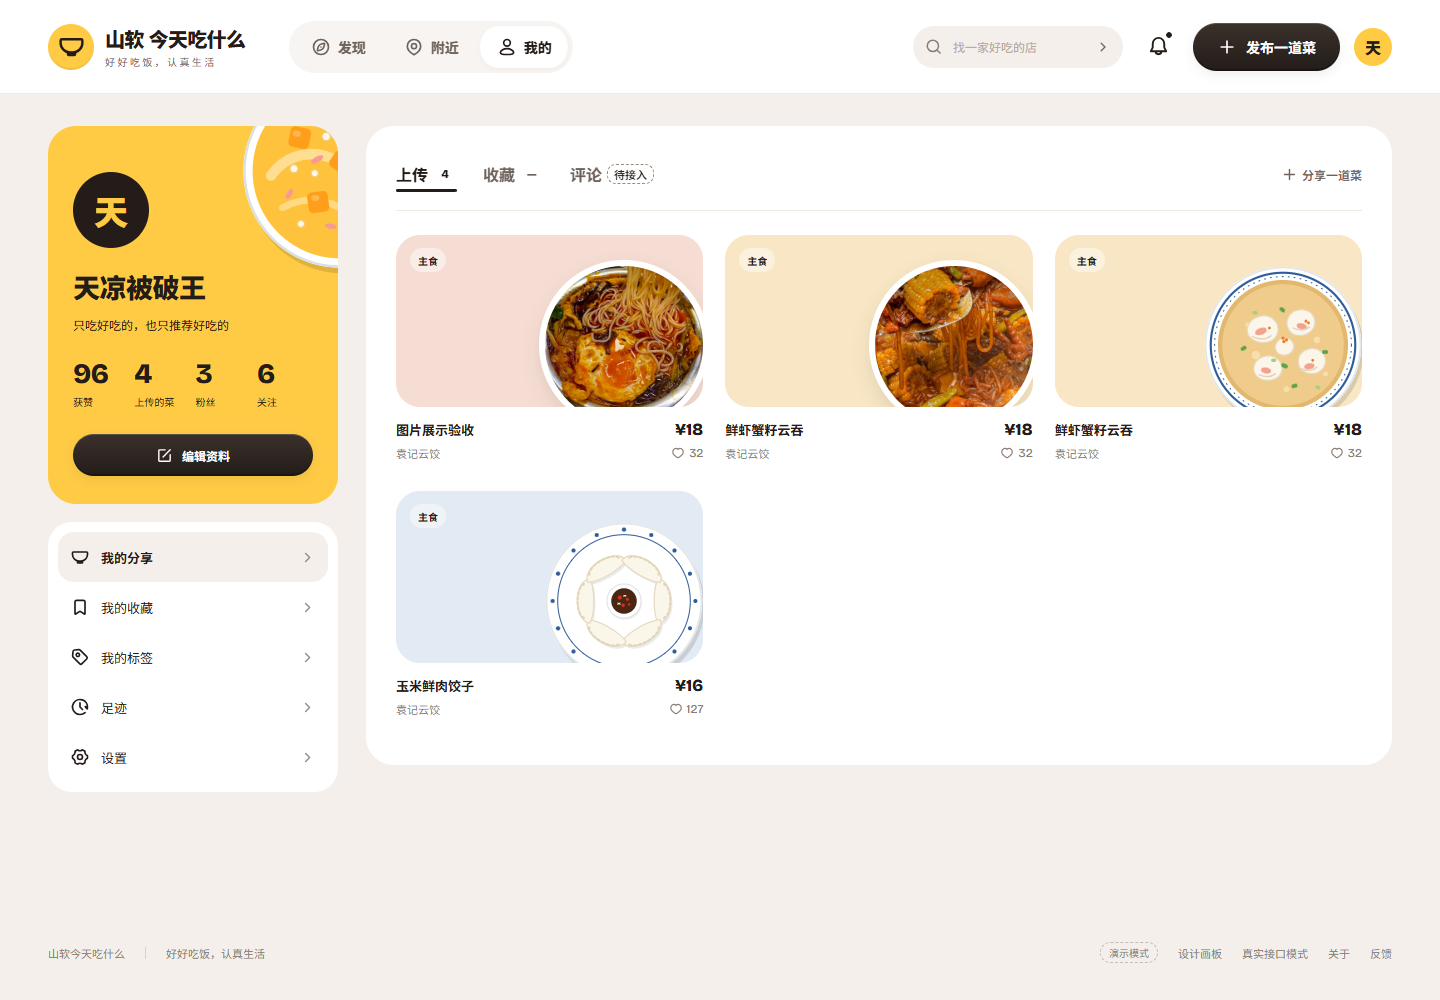 山软 今天吃什么
好好吃饭，认真生活
发现
附近
我的
找一家好吃的店
发布一道菜
天
天
天凉被破王
只吃好吃的，也只推荐好吃的
96 4 3 6
获赞 上传的菜 粉丝 关注
编辑资料
我的分享
我的收藏
我的标签
足迹
设置
上传 4 收藏 — 评论 待接入
分享一道菜
主食
图片展示验收 ¥18
袁记云饺 32
主食
鲜虾蟹籽云吞 ¥18
袁记云饺 32
主食
鲜虾蟹籽云吞 ¥18
袁记云饺 32
主食
玉米鲜肉饺子 ¥16
袁记云饺 127
山软今天吃什么 好好吃饭，认真生活
演示模式 设计画板 真实接口模式 关于 反馈